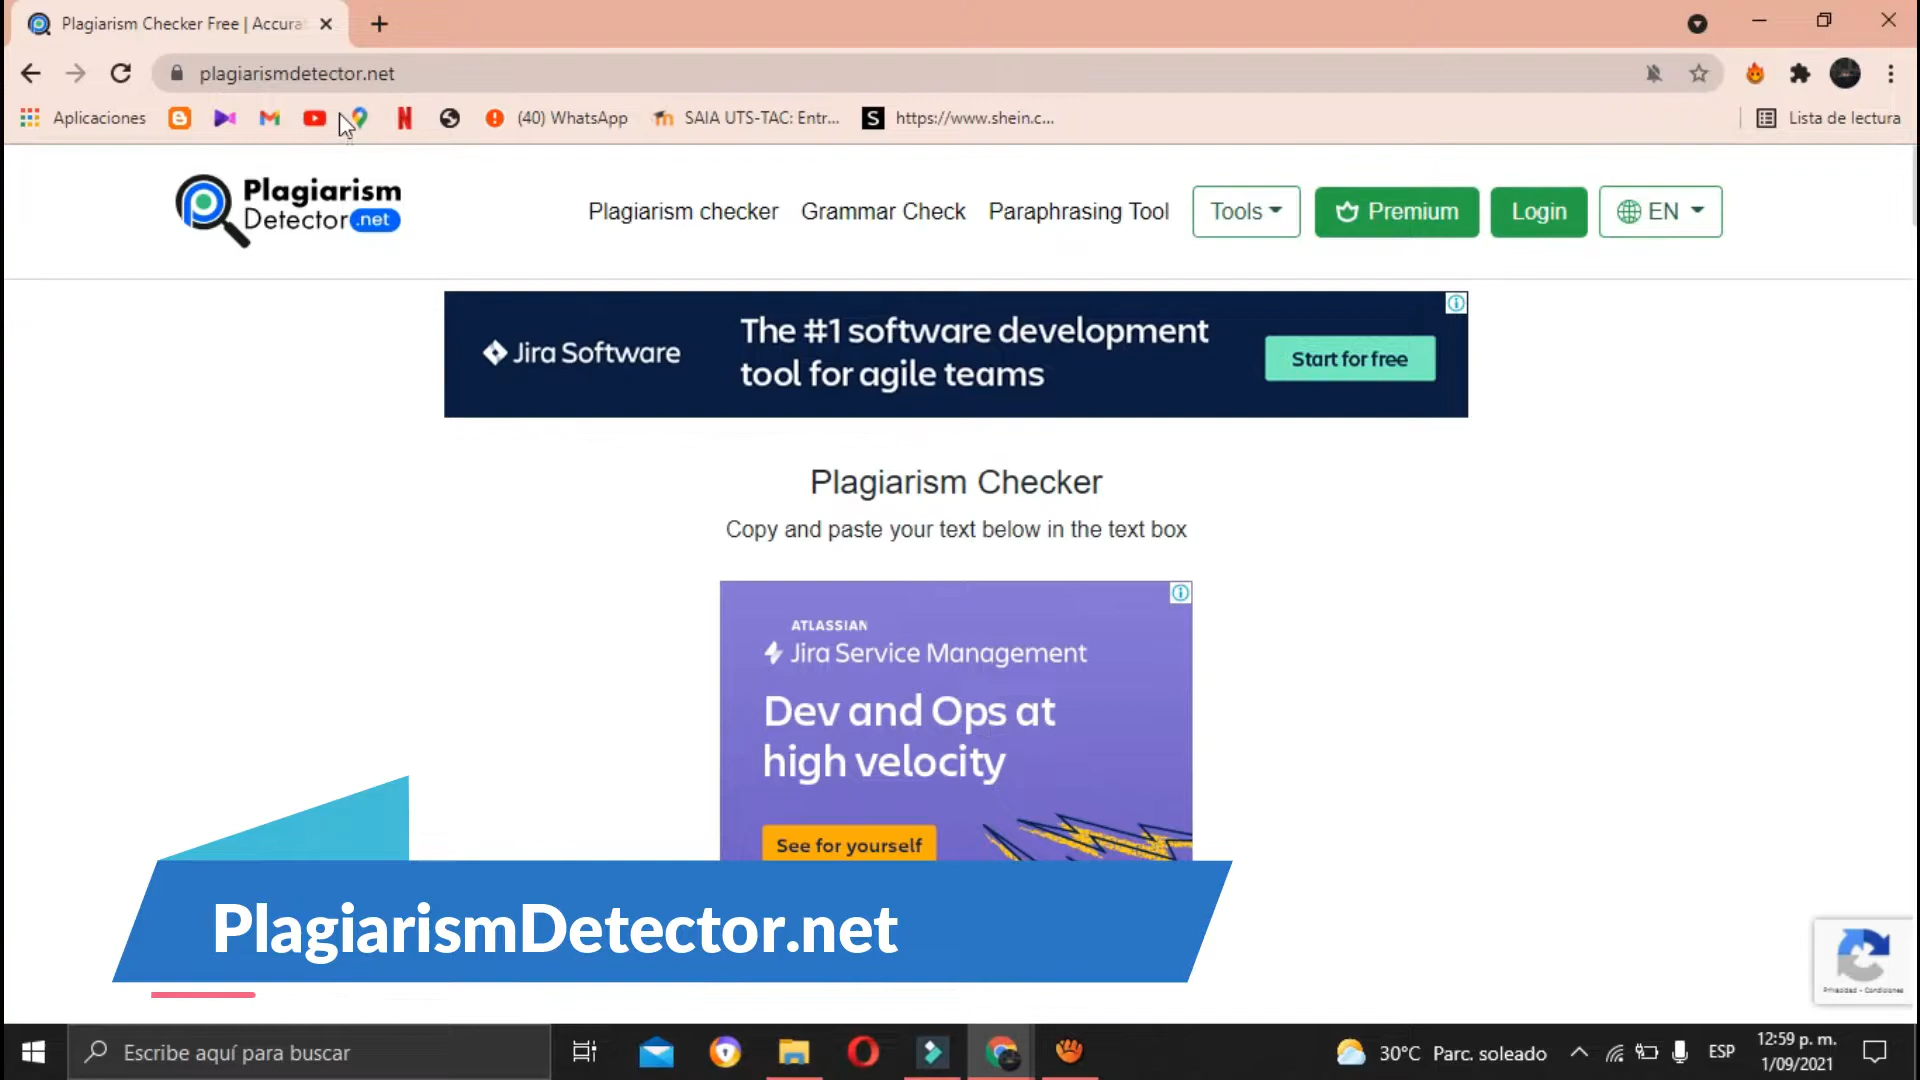 Plagiarism Checker Free | Accura
plagiarismdetector.net
Aplicaciones
(40) WhatsApp
SAIA UTS-TAC: Entr...
S
https://www.shein.c...
Lista de lectura
Plagiarism
Detector .net
Plagiarism checker
Grammar Check
Paraphrasing Tool
Tools
Premium
Login
EN
Jira Software
The #1 software development
tool for agile teams
Start for free
Plagiarism Checker
Copy and paste your text below in the text box
ATLASSIAN
Jira Service Management
Dev and Ops at
high velocity
See for yourself
PlagiarismDetector.net
Privacidad - Condiciones
Escribe aquí para buscar
30°C Parc. soleado
ESP
12:59 p. m.
1/09/2021